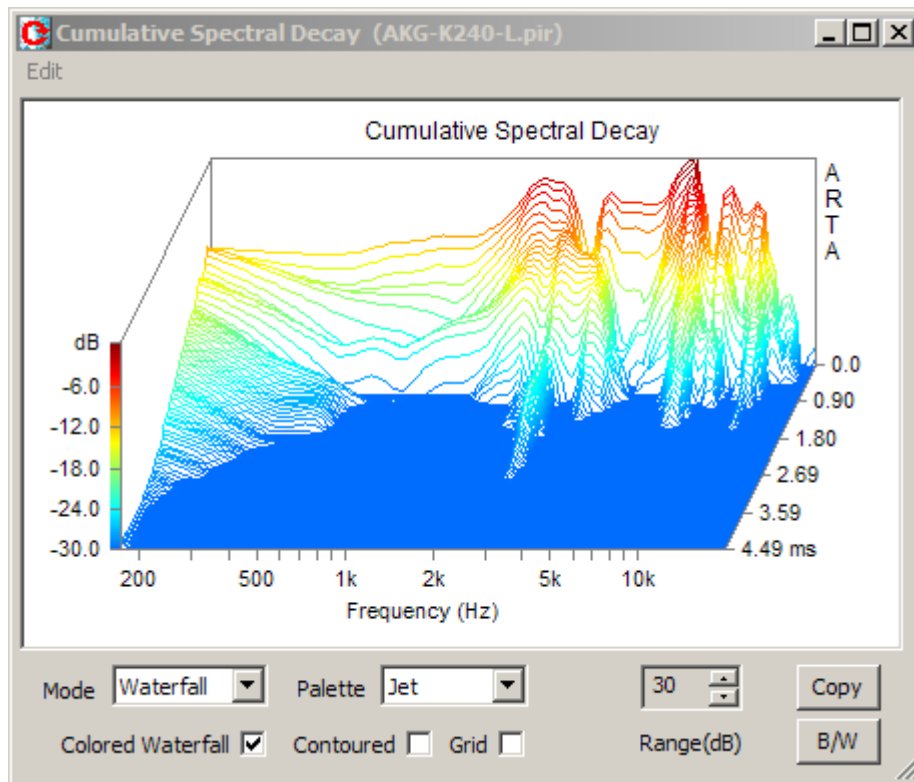 Cumulative Spectral Decay (AKG-K240-L.pir)
Edit
Cumulative Spectral Decay
A
R
T
A
dB
-6.0
-12.0
-18.0
-24.0
-30.0
0.0
0.90
1.80
2.69
3.59
4.49 ms
200 500 1k 2k 5k 10k
Frequency (Hz)
Mode Waterfall Palette Jet 30 Copy
Colored Waterfall Contoured Grid Range(dB) B/W